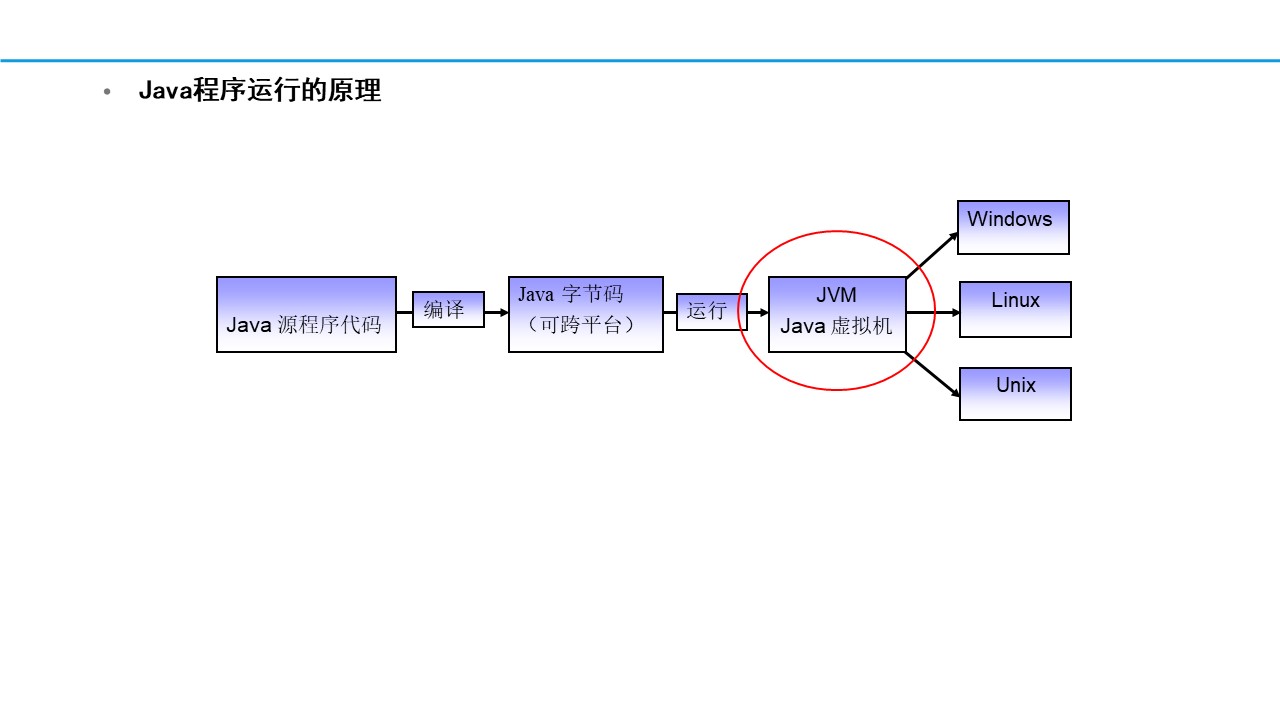 Java程序运行的原理
Java 源程序代码
编译
Java 字节码
（可跨平台）
运行
JVM
Java 虚拟机
Windows
Linux
Unix